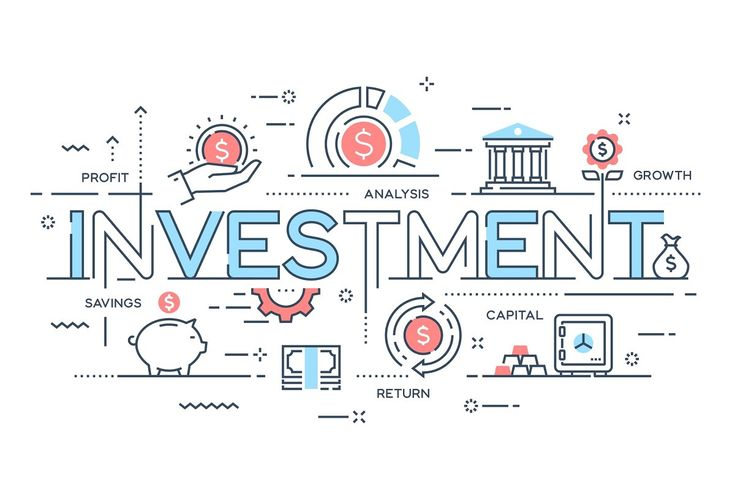 PROFIT
$
$
$
GROWTH
ANALYSIS
INVESTMENT
$
SAVINGS
$
$
CAPITAL
RETURN